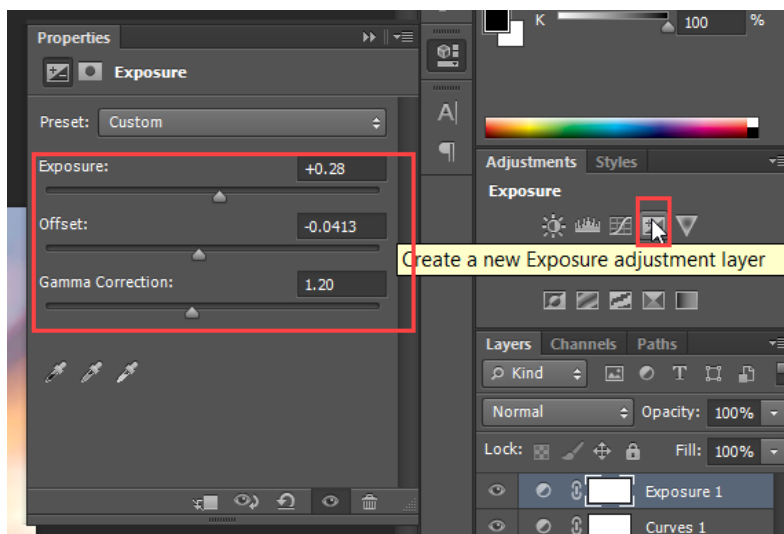 Properties
Exposure
Preset: Custom
Exposure: +0.28
Offset: -0.0413
Gamma Correction: 1.20
A
K 100 %
Adjustments Styles
Exposure
Create a new Exposure adjustment layer
Layers Channels Paths
Kind T
Normal Opacity: 100%
Lock: Fill: 100%
Exposure 1
Curves 1